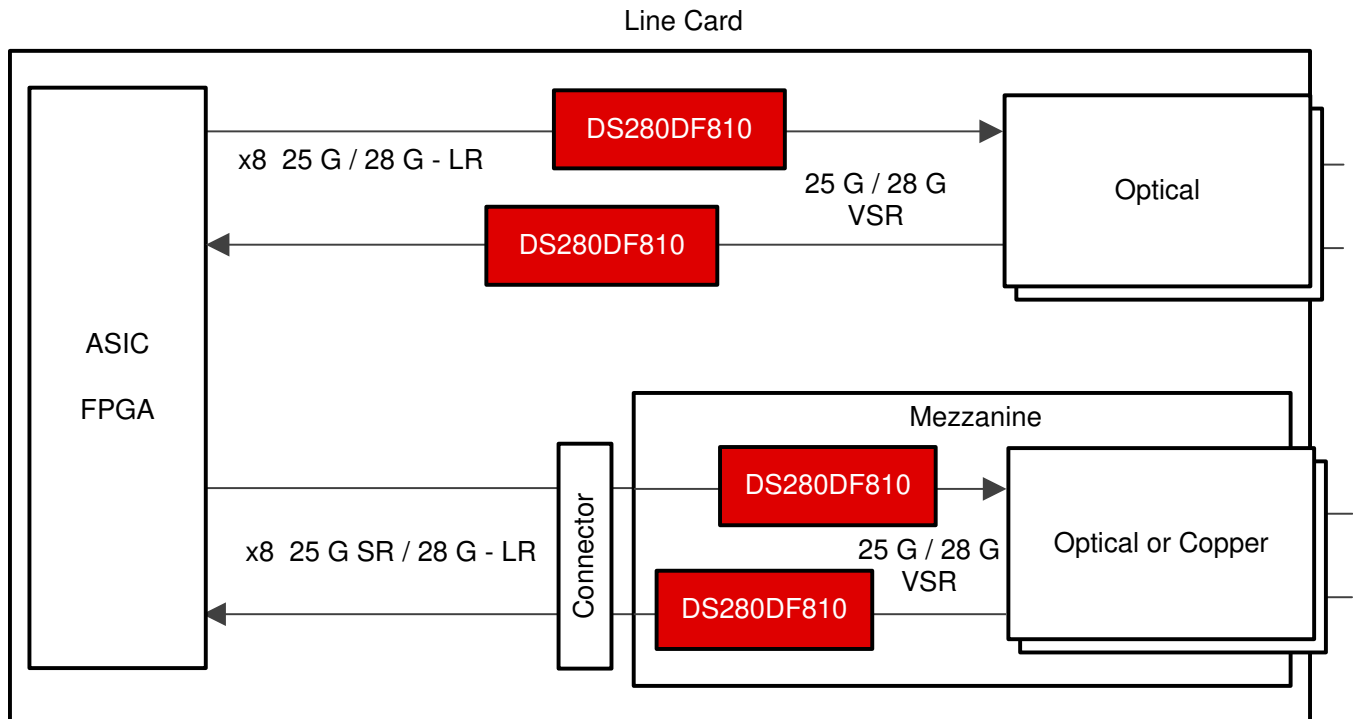 Line Card
DS280DF810
x8 25 G / 28 G - LR
25 G / 28 G
VSR
Optical
DS280DF810
ASIC
FPGA
Mezzanine
DS280DF810
Connector
x8 25 G SR / 28 G - LR
25 G / 28 G
VSR
Optical or Copper
DS280DF810